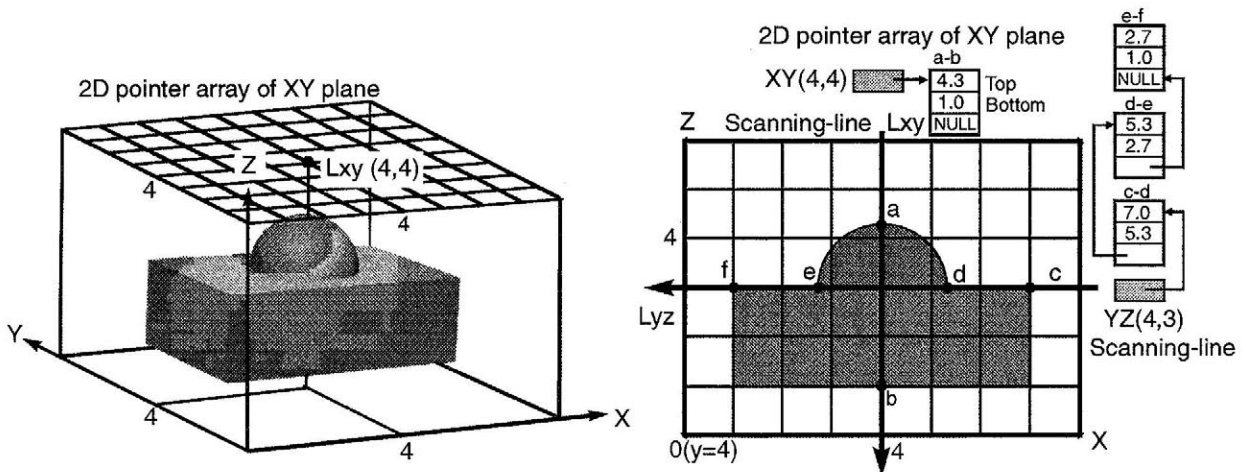 2D pointer array of XY plane
4
Z
Lxy (4,4)
4
Y
4
4
X
2D pointer array of XY plane
a-b
XY(4,4)
4.3
1.0
NULL
Top
Bottom
e-f
2.7
1.0
NULL
d-e
5.3
2.7
c-d
7.0
5.3
YZ(4,3)
Scanning-line
Z
Scanning-line
Lxy
4
a
f
e
d
c
Lyz
b
0(y=4)
4
X